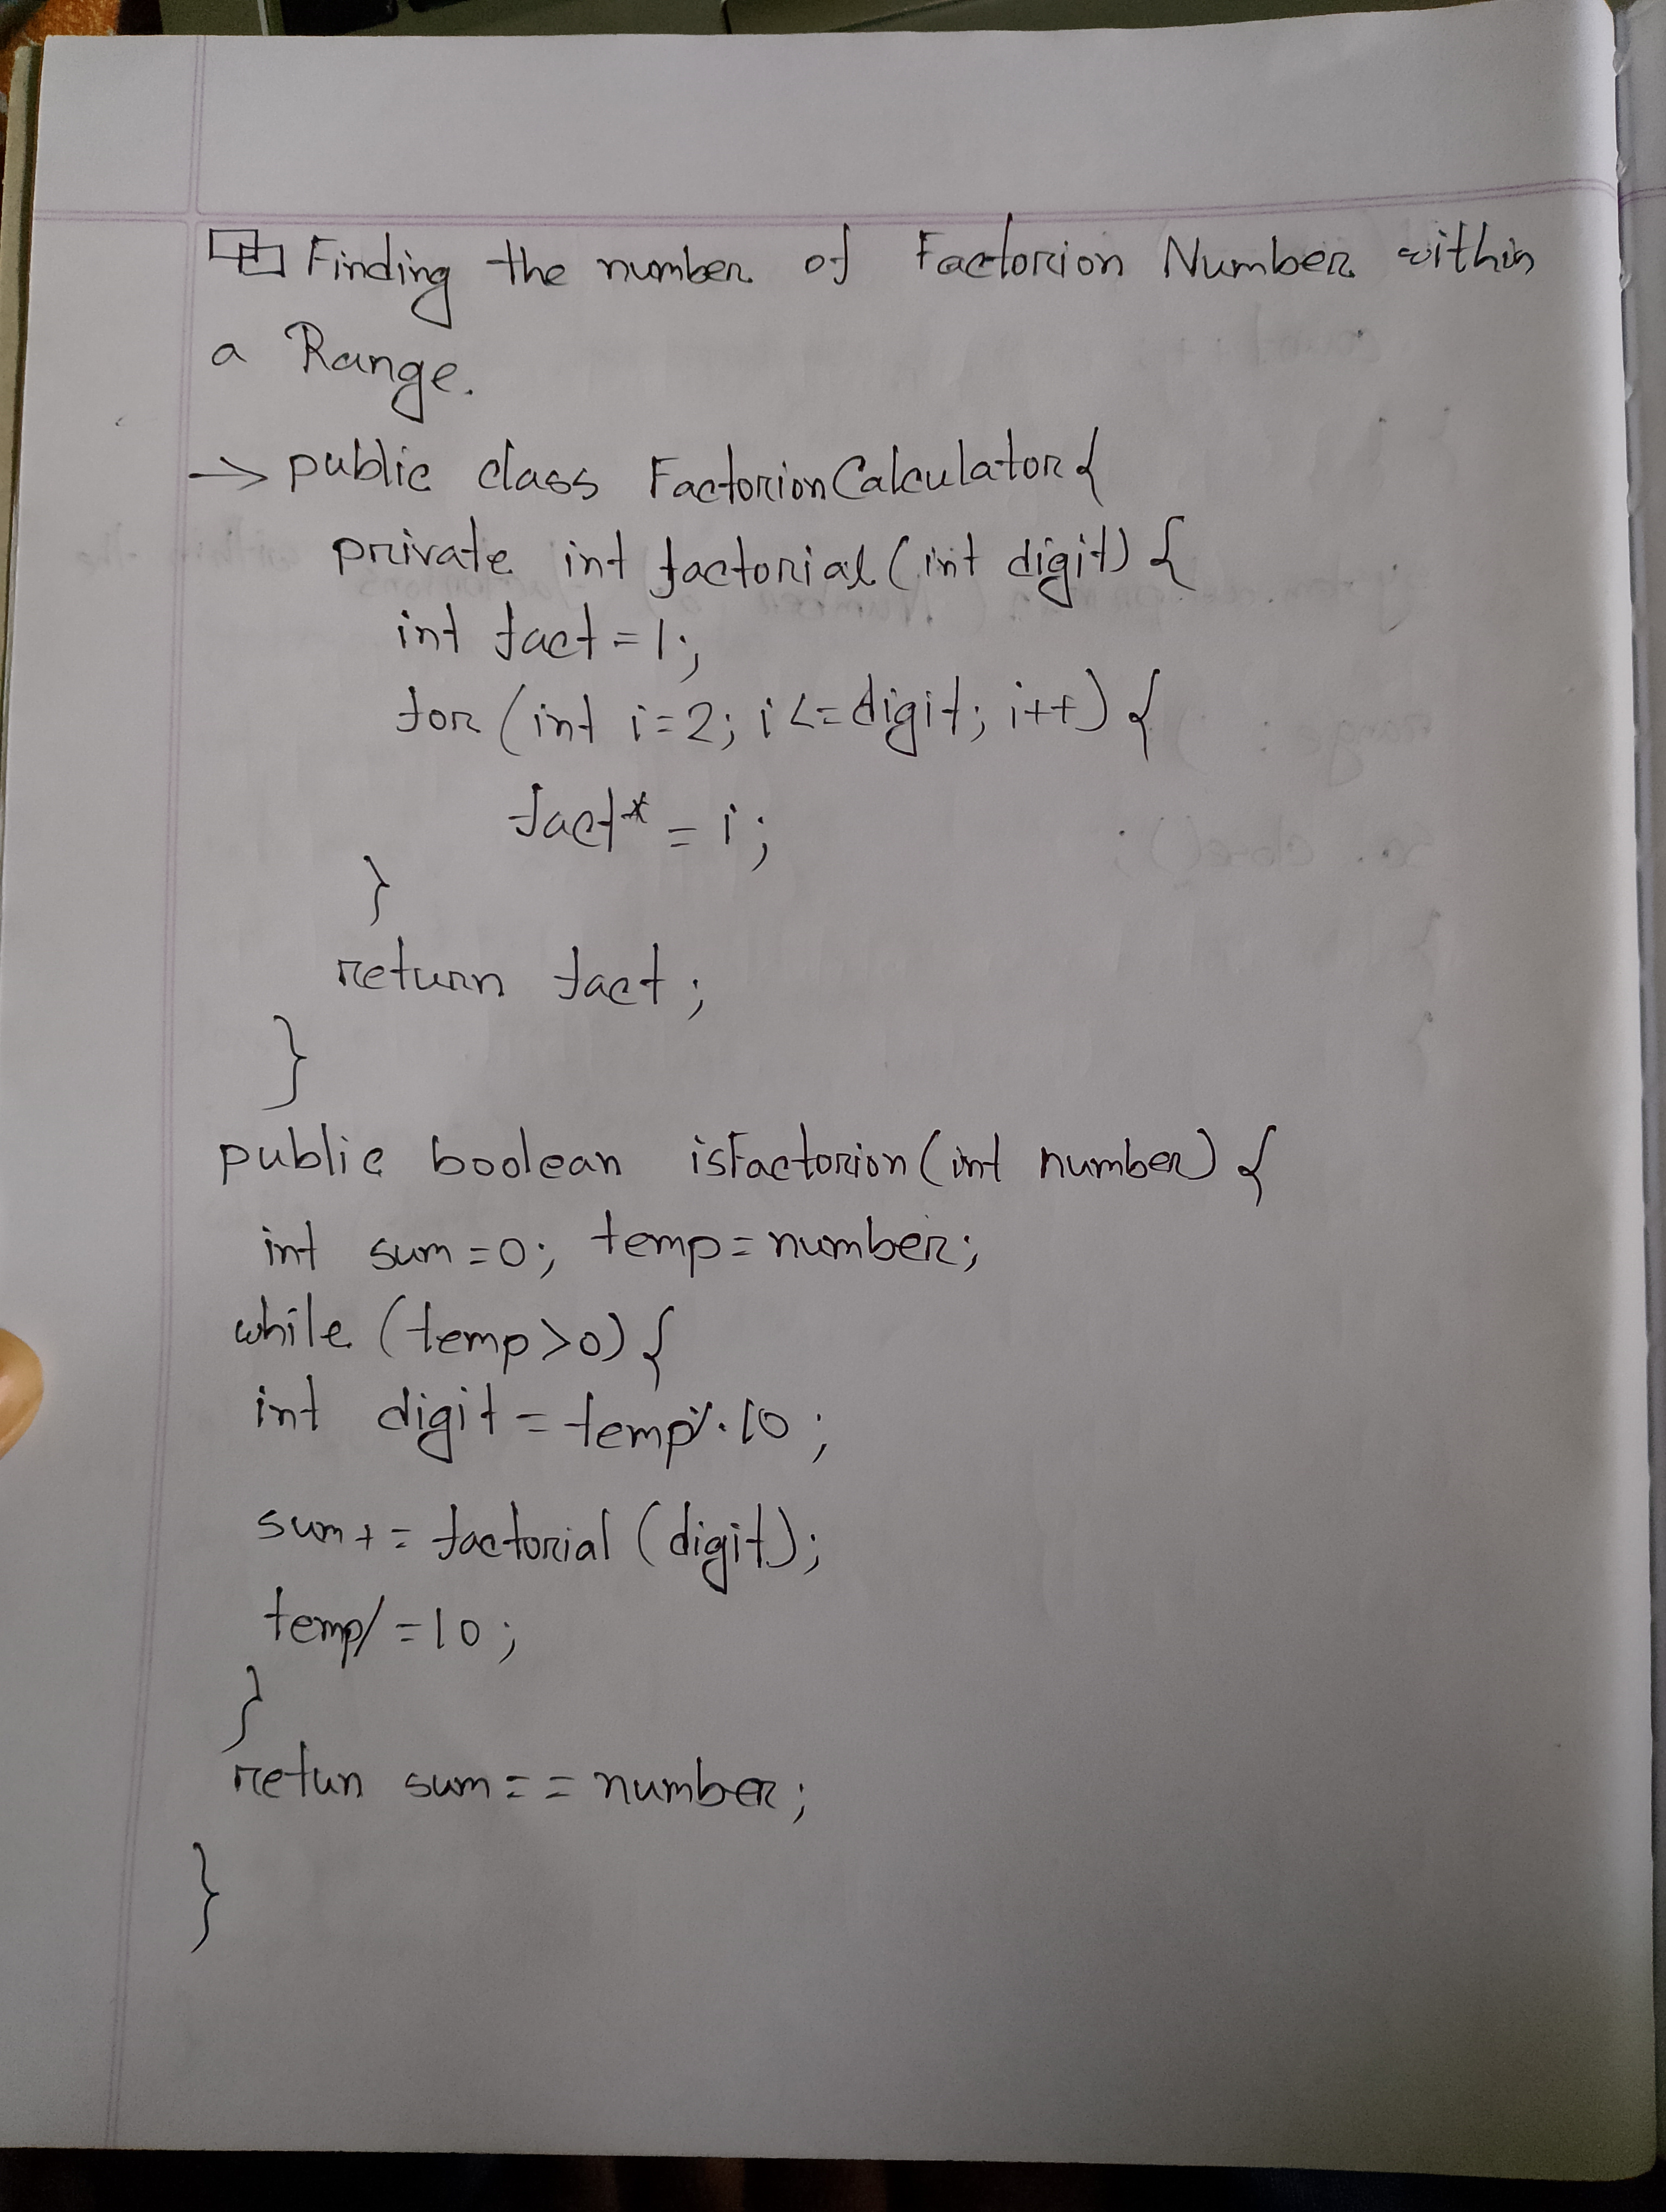 Finding the number of Factorion Number within
a Range.
→ public class FactorionCalculator{
private int factorial (int digit) {
int fact = 1;
for (int i=2; i<=digit; i++) {
fact* = i;
}
return fact;
}
public boolean isFactorion (int number) {
int sum = 0; temp = number;
while (temp>0) {
int digit = temp%10;
sum+ = factorial (digit);
temp/ = 10;
}
retun sum == number;
}